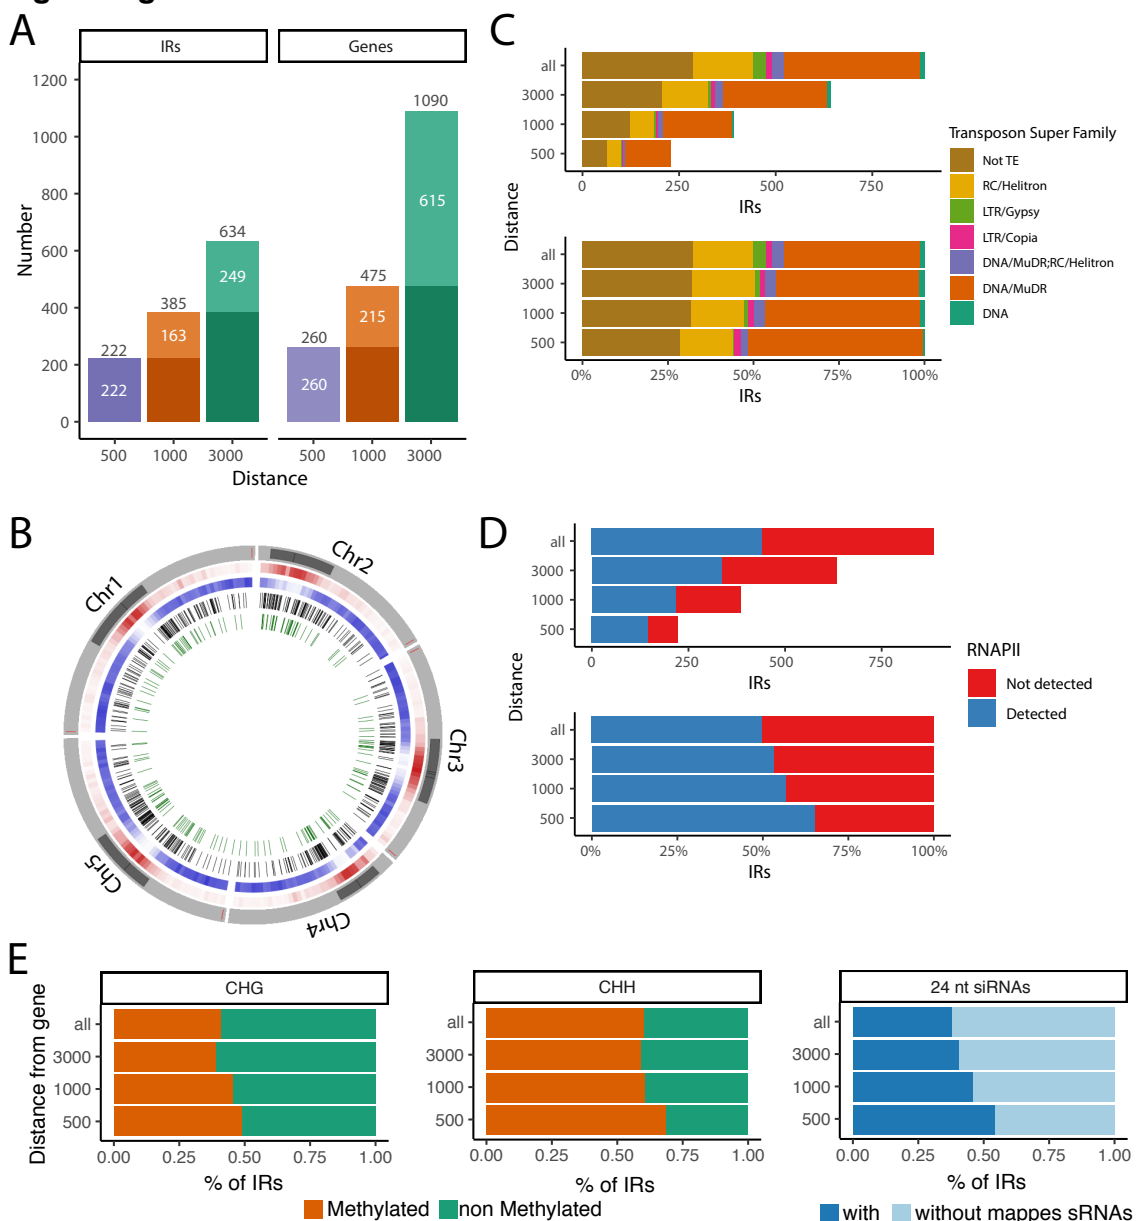 A
IRs
Genes
1200
1000
800
600
400
200
0
Number
222
222
385
163
634
249
260
260
475
215
1090
615
500
1000
3000
500
1000
3000
Distance
C
all
3000
1000
500
0
250
500
750
IRs
Distance
all
3000
1000
500
0%
25%
50%
75%
100%
IRs
Transposon Super Family
Not TE
RC/Helitron
LTR/Gypsy
LTR/Copia
DNA/MuDR;RC/Helitron
DNA/MuDR
DNA
B
Chr1
Chr2
Chr3
Chr4
Chr5
D
all
3000
1000
500
0
250
500
750
IRs
Distance
all
3000
1000
500
0%
25%
50%
75%
100%
IRs
RNAPII
Not detected
Detected
E
Distance from gene
CHG
all
3000
1000
500
0.00
0.25
0.50
0.75
1.00
% of IRs
CHH
all
3000
1000
500
0.00
0.25
0.50
0.75
1.00
% of IRs
24 nt siRNAs
all
3000
1000
500
0.00
0.25
0.50
0.75
1.00
% of IRs
Methylated
non Methylated
with
without mappes sRNAs